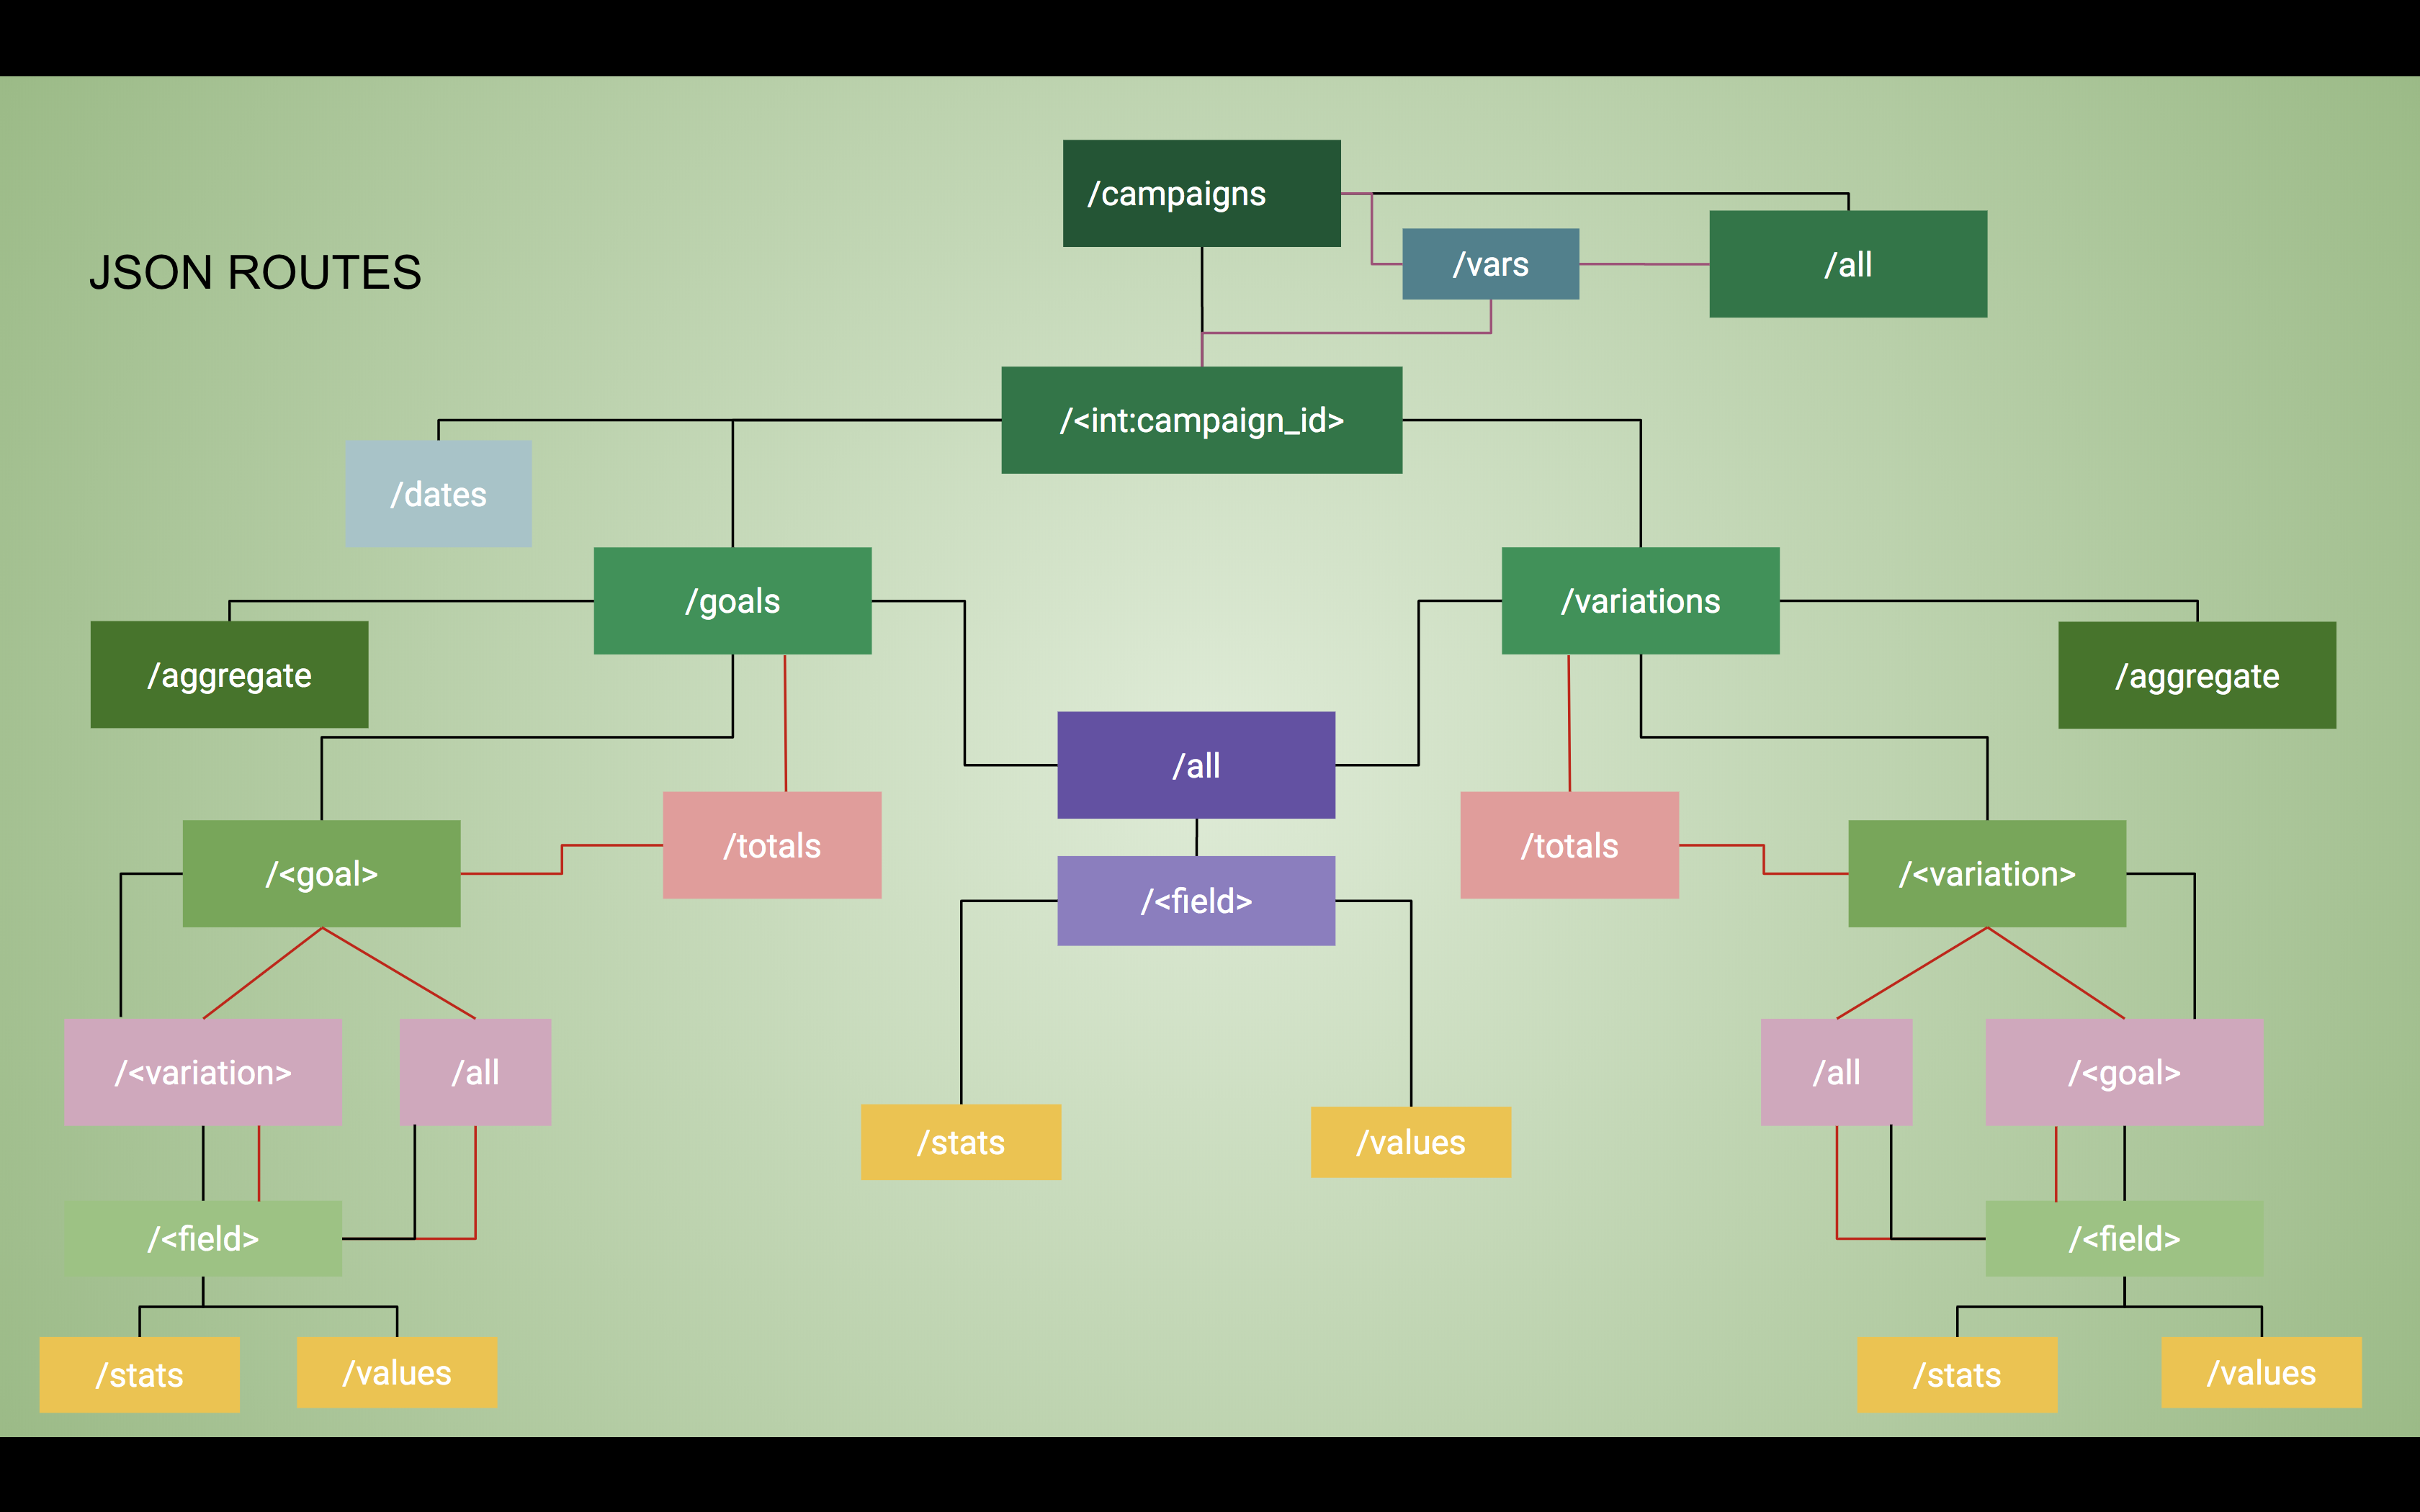 /campaigns
JSON ROUTES
/vars
/all
/<int:campaign_id>
/dates
/goals
/variations
/aggregate
/aggregate
/all
/<goal>
/totals
/totals
/<variation>
/<field>
/<variation>
/all
/all
/<goal>
/stats
/values
/<field>
/<field>
/stats
/values
/stats
/values